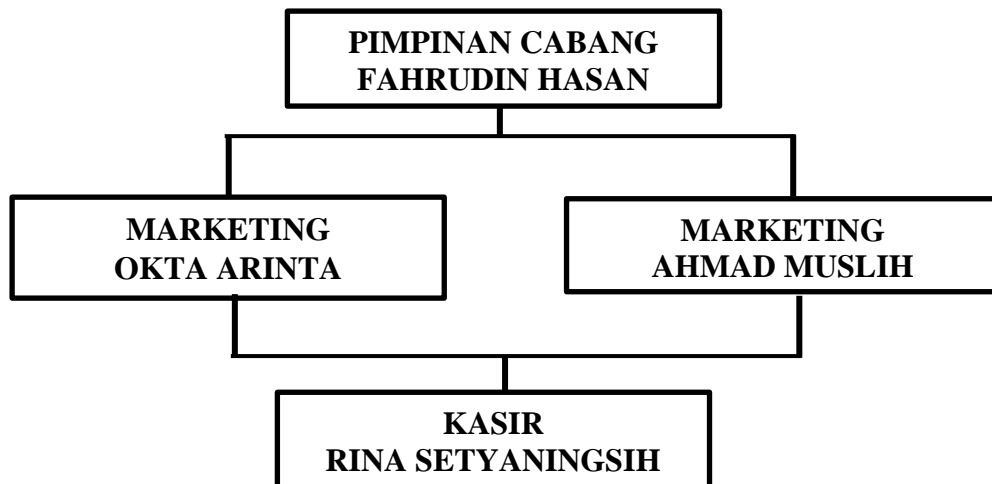 PIMPINAN CABANG
FAHRUDIN HASAN
MARKETING
OKTA ARINTA
MARKETING
AHMAD MUSLIH
KASIR
RINA SETYANINGSIH